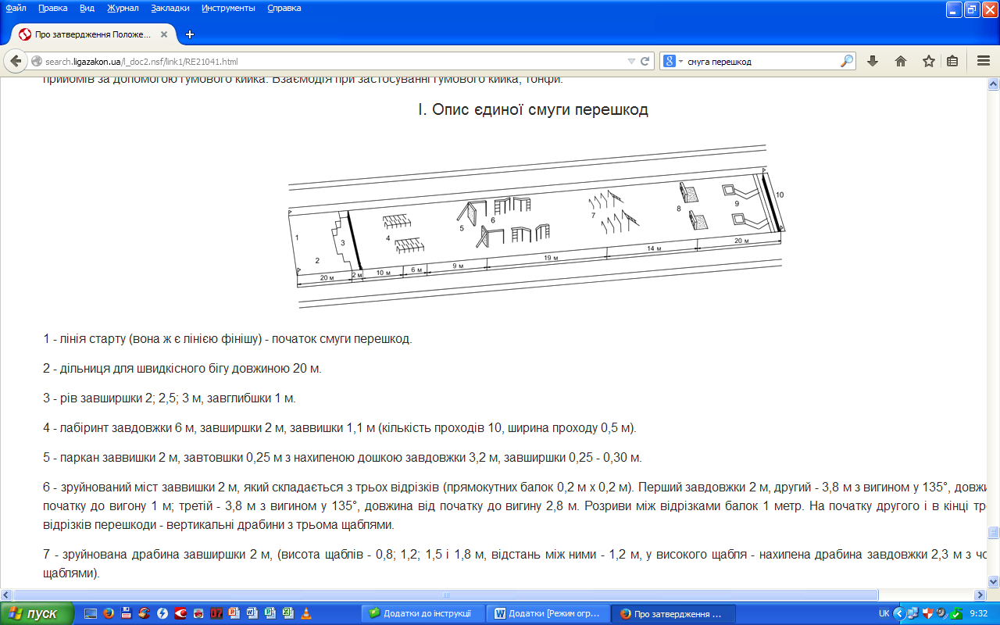 Файл Правка Вид Журнал Закладки Инструменты Справка
Про затвердження Положе...
search.ligazakon.ua/l_doc2.nsf/link1/RE21041.html
смуга перешкод
прийомів за допомогою гумового кийка. Взаємодія при застосуванні гумового кийка, тонфи.
I. Опис єдиної смуги перешкод
1
2
3
4
5
6
7
8
9
10
20 м
2 м
10 м
6 м
9 м
19 м
14 м
20 м
1 - лінія старту (вона ж є лінією фінішу) - початок смуги перешкод.
2 - дільниця для швидкісного бігу довжиною 20 м.
3 - рів завширшки 2; 2,5; 3 м, завглибшки 1 м.
4 - лабіринт завдовжки 6 м, завширшки 2 м, заввишки 1,1 м (кількість проходів 10, ширина проходу 0,5 м).
5 - паркан заввишки 2 м, завтовшки 0,25 м з нахиленою дошкою завдовжки 3,2 м, завширшки 0,25 - 0,30 м.
6 - зруйнований міст заввишки 2 м, який складається з трьох відрізків (прямокутних балок 0,2 м х 0,2 м). Перший завдовжки 2 м, другий - 3,8 м з вигином у 135°,
початку до вигону 1 м; третій - 3,8 м з вигином у 135°, довжина від початку до вигину 2,8 м. Розриви між відрізками балок 1 метр. На початку другого і в кінці
відрізків перешкоди - вертикальні драбини з трьома щаблями.
7 - зруйнована драбина завширшки 2 м, (висота щаблів - 0,8; 1,2; 1,5 і 1,8 м, відстань між ними - 1,2 м, у високого щабля - нахилена драбина завдовжки 2,3 м з
щаблями).
пуск
Додатки до інструкції
Додатки [Режим огр...
Про затвердження ...
UK
9:32